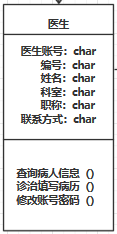 医生
医生账号：char
编号：char
姓名：char
科室：char
职称：char
联系方式：char
查询病人信息（）
诊治填写病历（）
修改账号密码（）